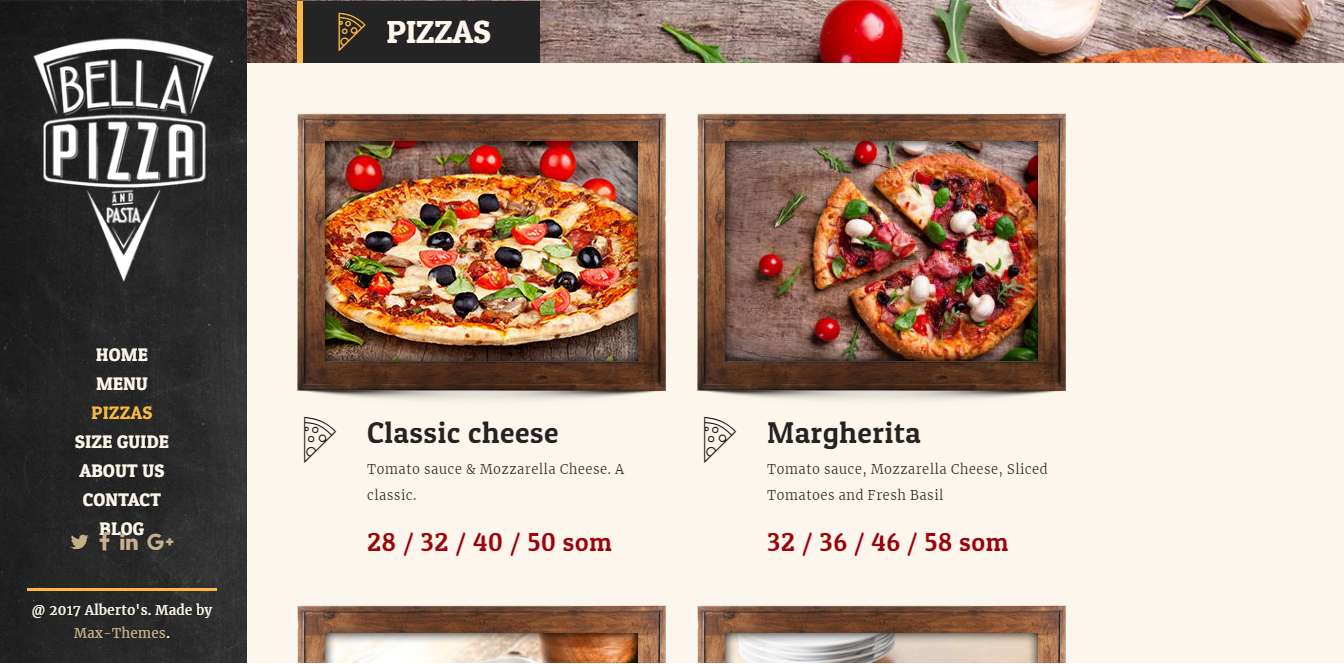 BELLA
PIZZA
AND
PASTA
HOME
MENU
PIZZAS
SIZE GUIDE
ABOUT US
CONTACT
BLOG
@ 2017 Alberto's. Made by
Max-Themes.
PIZZAS
Classic cheese
Tomato sauce & Mozzarella Cheese. A
classic.
28 / 32 / 40 / 50 som
Margherita
Tomato sauce, Mozzarella Cheese, Sliced
Tomatoes and Fresh Basil
32 / 36 / 46 / 58 som